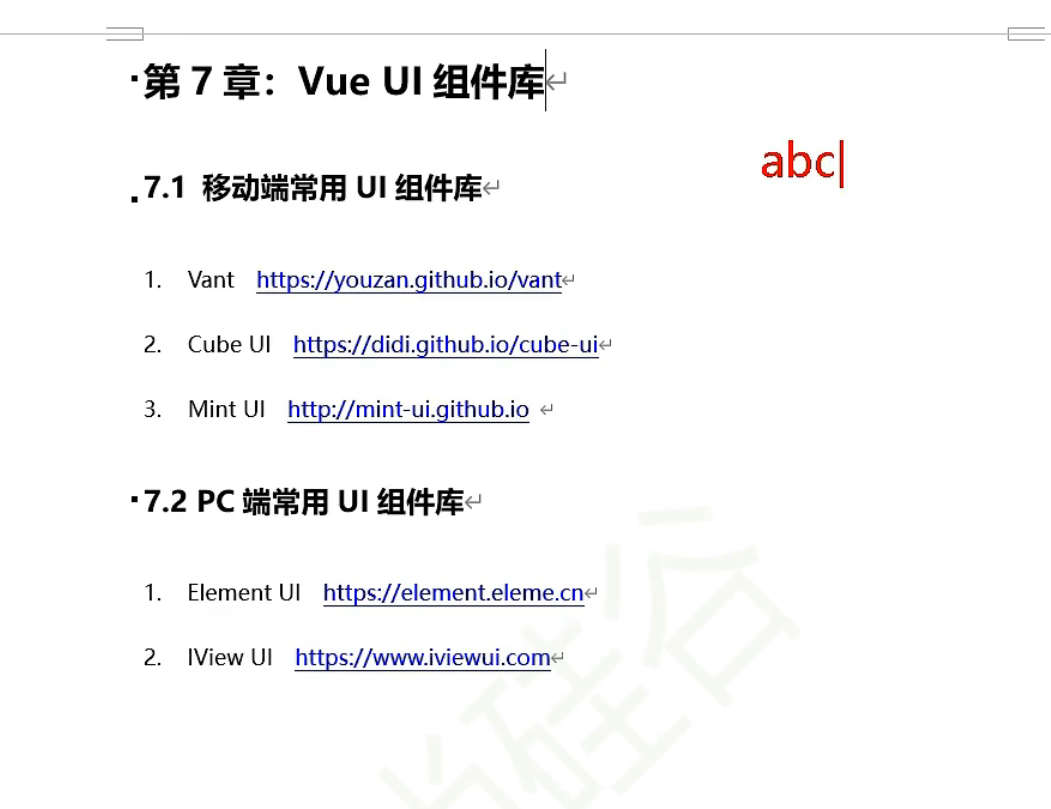 第 7 章：Vue UI 组件库
abc
7.1 移动端常用 UI 组件库
1. Vant https://youzan.github.io/vant
2. Cube UI https://didi.github.io/cube-ui
3. Mint UI http://mint-ui.github.io
7.2 PC 端常用 UI 组件库
1. Element UI https://element.eleme.cn
2. IView UI https://www.iviewui.com
尚硅谷